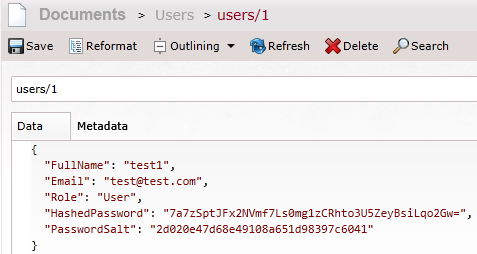 Documents > Users > users/1
Save Reformat Outlining Refresh Delete Search
users/1
Data Metadata
{
"FullName": "test1",
"Email": "test@test.com",
"Role": "User",
"HashedPassword": "7a7zSptJFx2NVmf7Ls0mg1zCRhto3U5ZeyBsiLqo2Gw=",
"PasswordSalt": "2d020e47d68e49108a651d98397c6041"
}